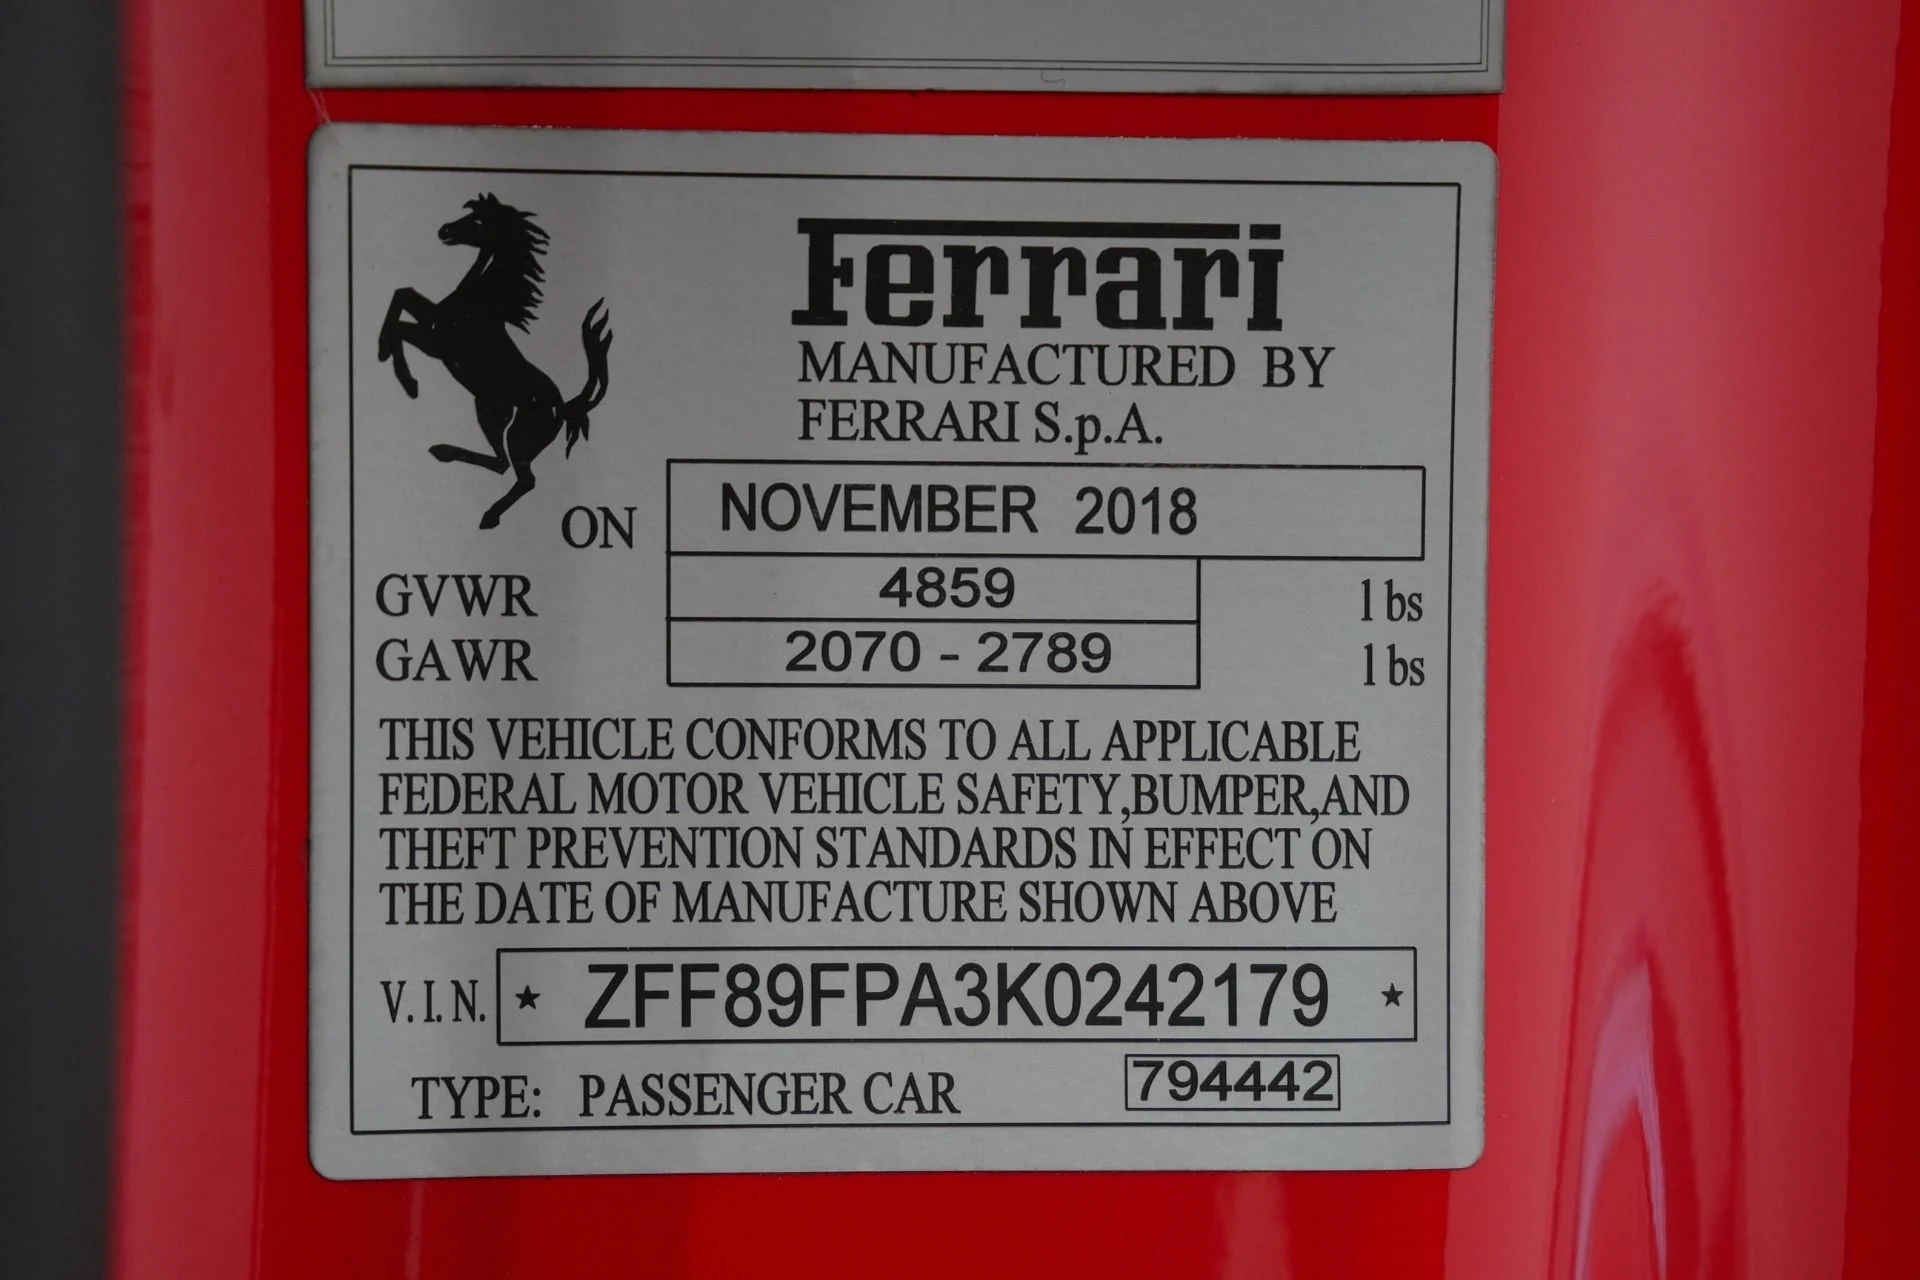 Ferrari
MANUFACTURED BY
FERRARI S.p.A.
ON NOVEMBER 2018
GVWR 4859 lbs
GAWR 2070 - 2789 lbs
THIS VEHICLE CONFORMS TO ALL APPLICABLE
FEDERAL MOTOR VEHICLE SAFETY,BUMPER,AND
THEFT PREVENTION STANDARDS IN EFFECT ON
THE DATE OF MANUFACTURE SHOWN ABOVE
V.I.N. ★ ZFF89FPA3K0242179 ★
TYPE: PASSENGER CAR 794442